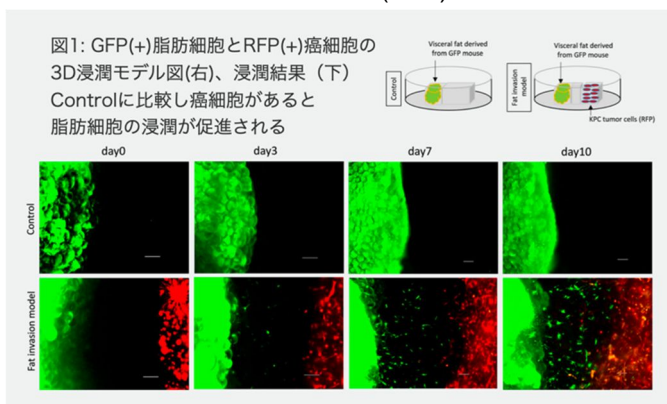 図1: GFP(+)脂肪細胞とRFP(+)癌細胞の
3D浸潤モデル図(右)、浸潤結果（下）
Controlに比較し癌細胞があると
脂肪細胞の浸潤が促進される
Visceral fat derived
from GFP mouse
Control
Visceral fat derived
from GFP mouse
Fat invasion
model
KPC tumor cells (RFP)
day0
day3
day7
day10
Control
Fat invasion model